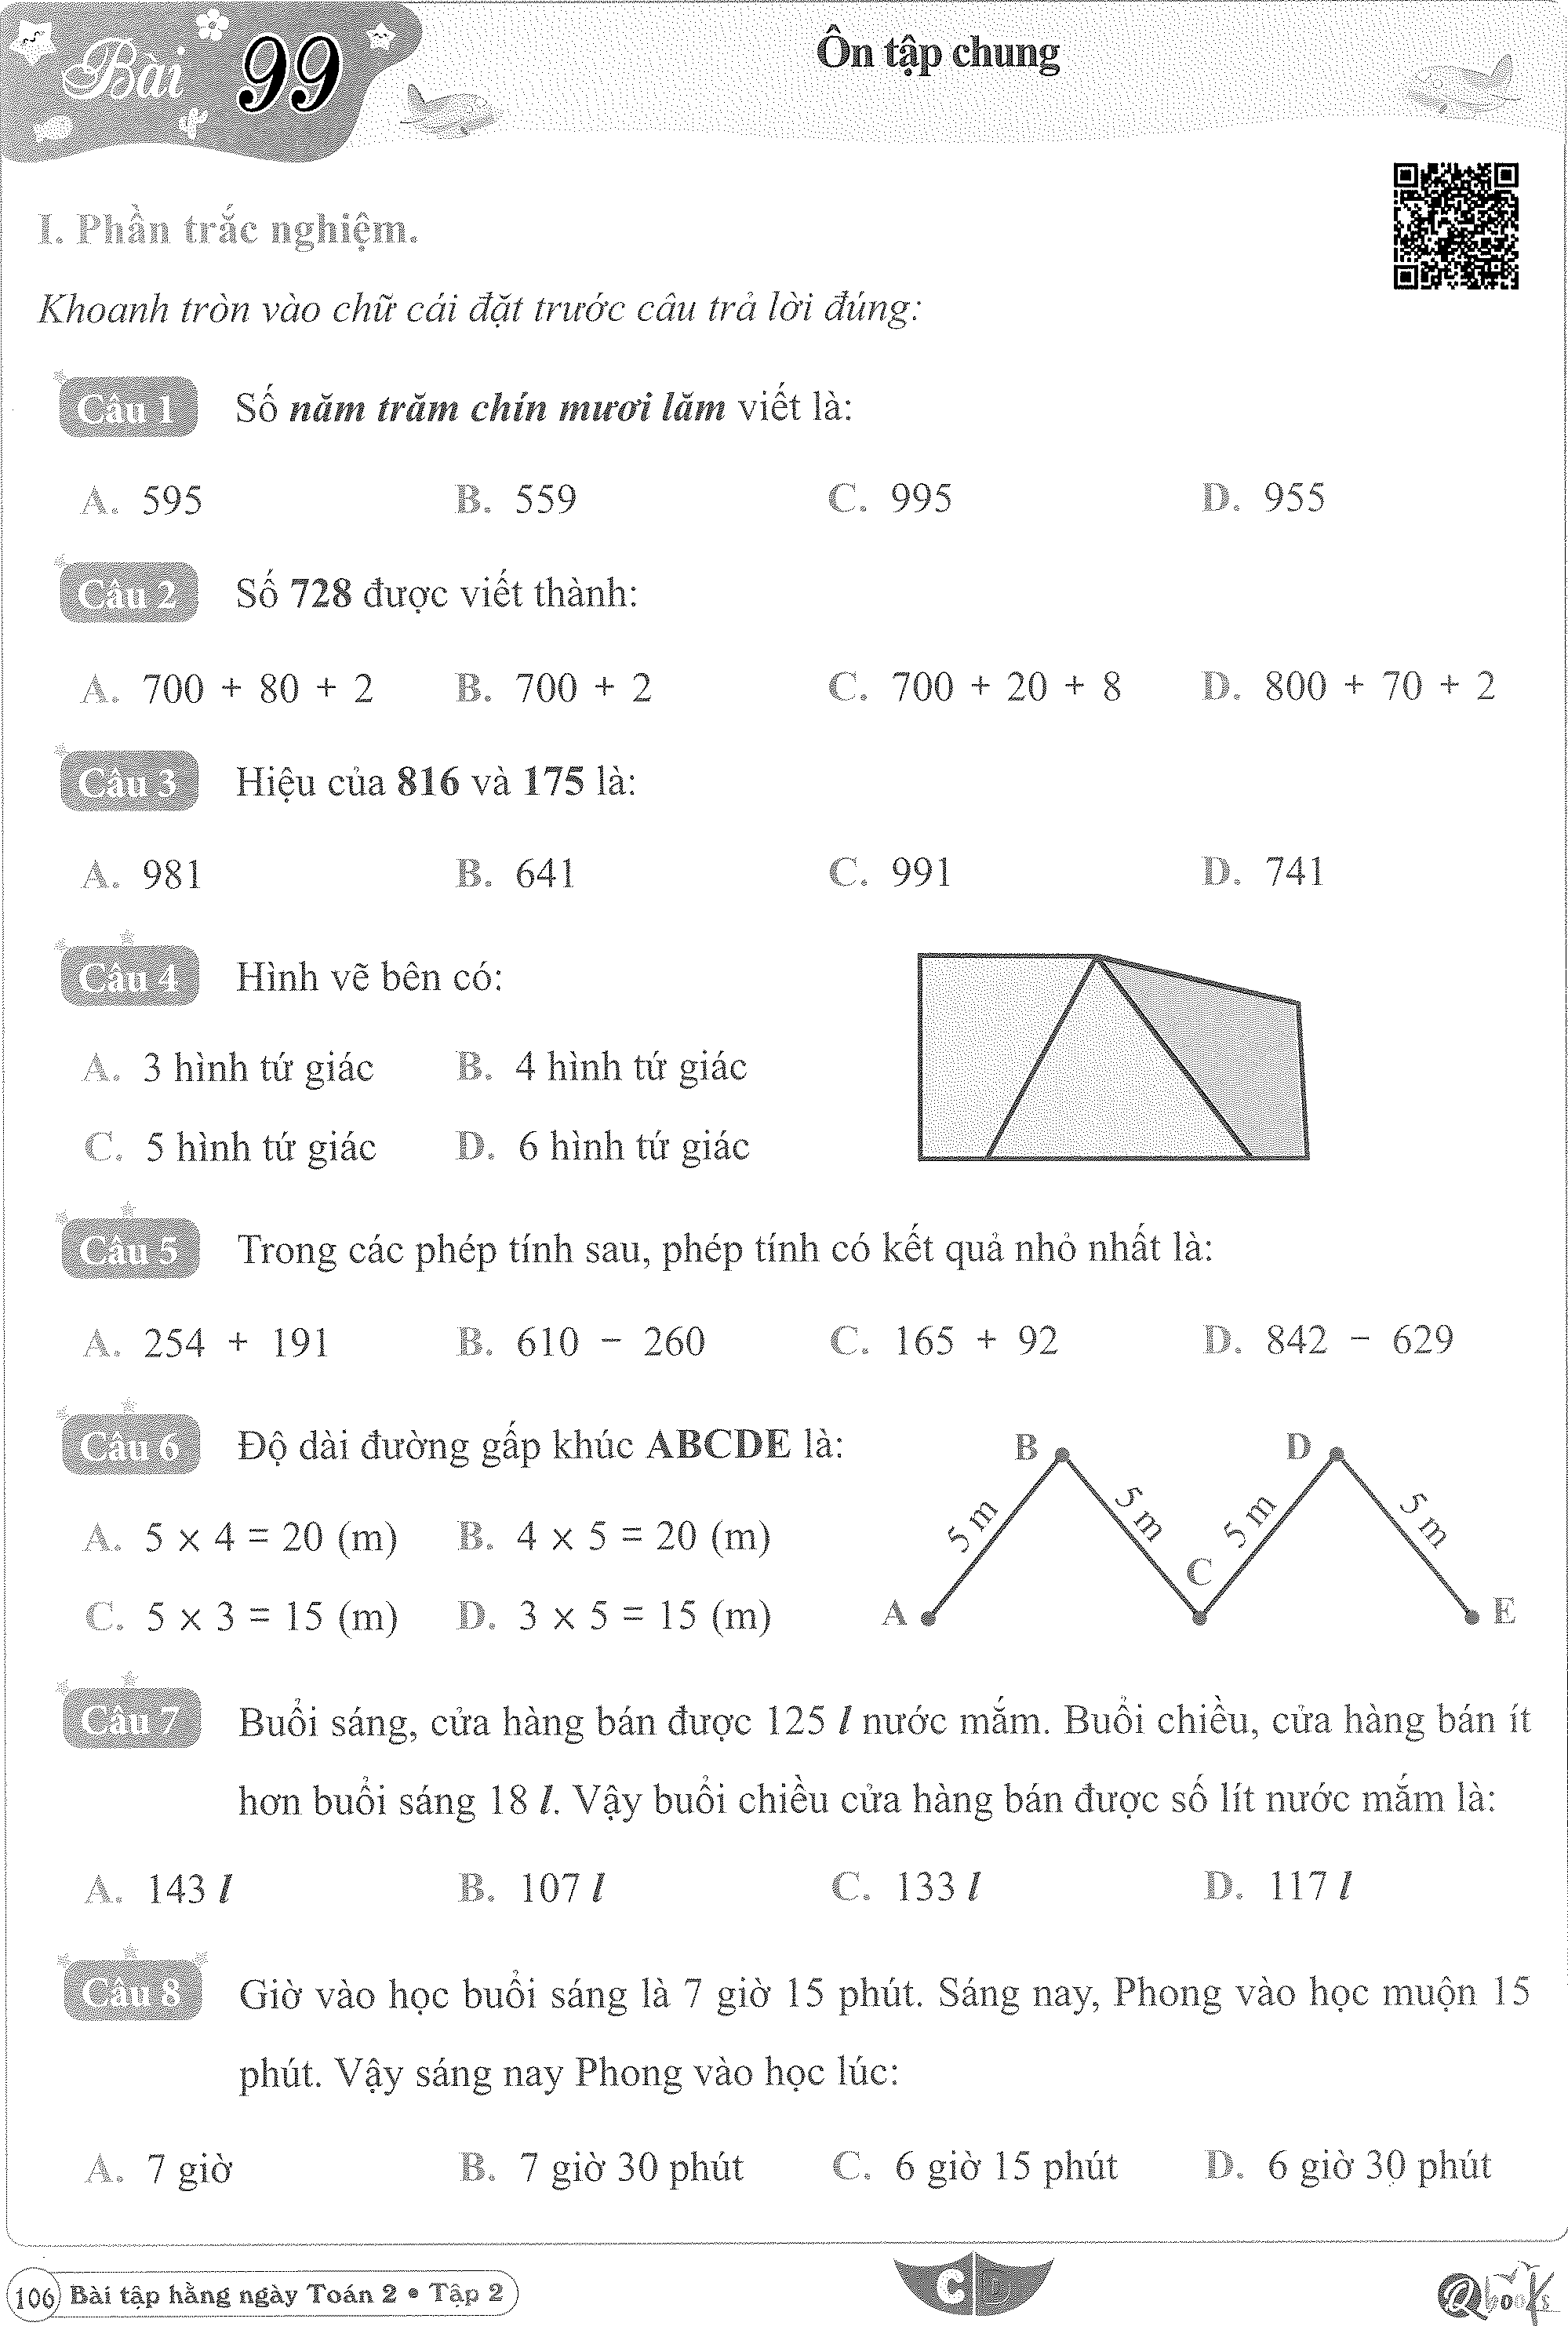 Bài 99
Ôn tập chung
I. Phần trắc nghiệm.
Khoanh tròn vào chữ cái đặt trước câu trả lời đúng:
Câu 1 Số năm trăm chín mươi lăm viết là:
A. 595 B. 559 C. 995 D. 955
Câu 2 Số 728 được viết thành:
A. 700 + 80 + 2 B. 700 + 2 C. 700 + 20 + 8 D. 800 + 70 + 2
Câu 3 Hiệu của 816 và 175 là:
A. 981 B. 641 C. 991 D. 741
Câu 4 Hình vẽ bên có:
A. 3 hình tứ giác B. 4 hình tứ giác
C. 5 hình tứ giác D. 6 hình tứ giác
Câu 5 Trong các phép tính sau, phép tính có kết quả nhỏ nhất là:
A. 254 + 191 B. 610 − 260 C. 165 + 92 D. 842 − 629
Câu 6 Độ dài đường gấp khúc ABCDE là:
A. 5 × 4 = 20 (m) B. 4 × 5 = 20 (m)
C. 5 × 3 = 15 (m) D. 3 × 5 = 15 (m)
B D
5 m 5 m 5 m 5 m
C
A E
Câu 7 Buổi sáng, cửa hàng bán được 125 l nước mắm. Buổi chiều, cửa hàng bán ít
hơn buổi sáng 18 l. Vậy buổi chiều cửa hàng bán được số lít nước mắm là:
A. 143 l B. 107 l C. 133 l D. 117 l
Câu 8 Giờ vào học buổi sáng là 7 giờ 15 phút. Sáng nay, Phong vào học muộn 15
phút. Vậy sáng nay Phong vào học lúc:
A. 7 giờ B. 7 giờ 30 phút C. 6 giờ 15 phút D. 6 giờ 30 phút
106 Bài tập hằng ngày Toán 2 • Tập 2
C D
Qbooks